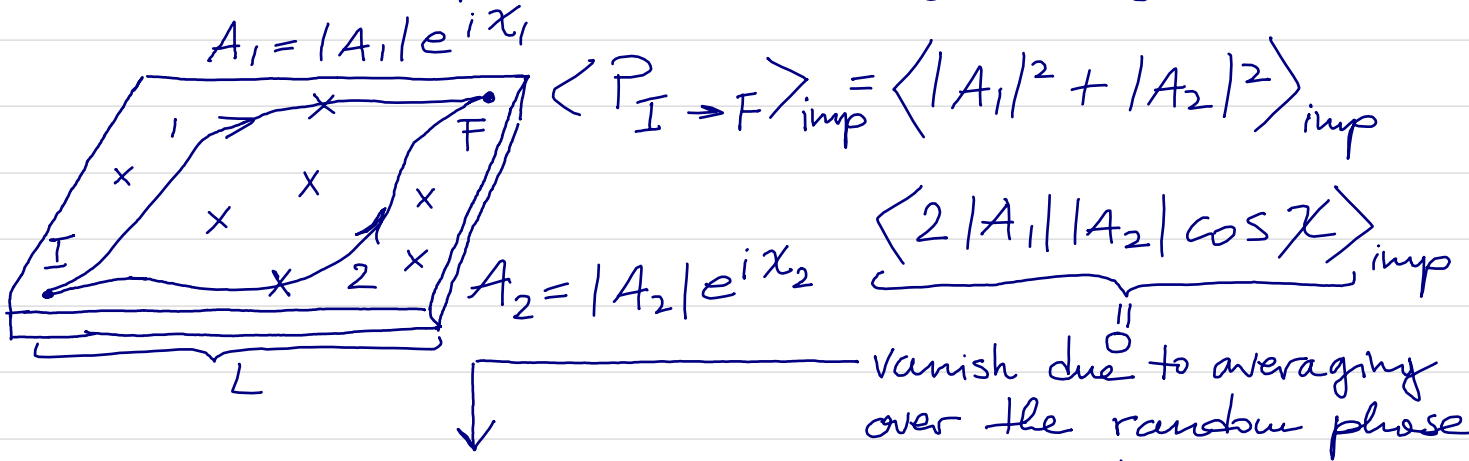 A₁ = |A₁| e^{iχ₁}
⟨P_{I→F}⟩_{imp} = ⟨|A₁|² + |A₂|²⟩_{imp}
1
F
I
2
⟨2|A₁||A₂| cos χ⟩_{imp}
A₂ = |A₂| e^{iχ₂}
L
= 0
vanish due to averaging
over the random phase